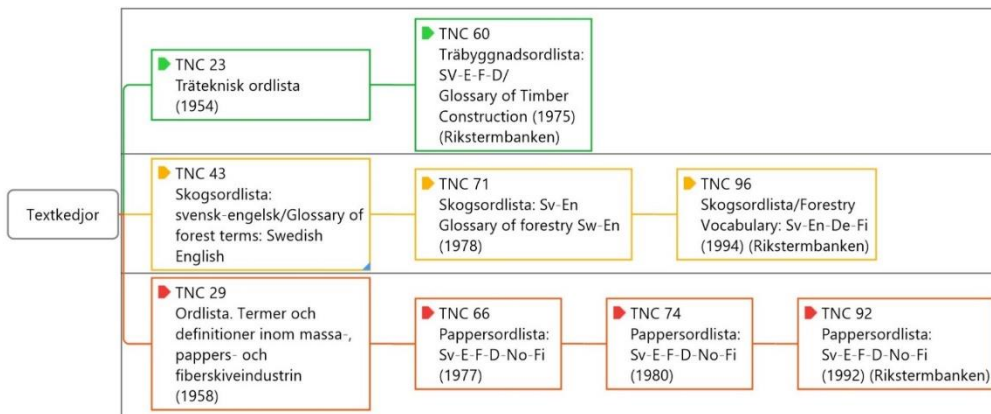 Textkedjor
TNC 23
Träteknisk ordlista
(1954)
TNC 60
Träbyggnadsordlista:
SV-E-F-D/
Glossary of Timber
Construction (1975)
(Rikstermbanken)
TNC 43
Skogsordlista:
svensk-engelsk/Glossary of
forest terms: Swedish
English
TNC 71
Skogsordlista: Sv-En
Glossary of forestry Sw-En
(1978)
TNC 96
Skogsordlista/Forestry
Vocabulary: Sv-En-De-Fi
(1994) (Rikstermbanken)
TNC 29
Ordlista. Termer och
definitioner inom massa-,
pappers- och
fiberskiveindustrin
(1958)
TNC 66
Pappersordlista:
Sv-E-F-D-No-Fi
(1977)
TNC 74
Pappersordlista:
Sv-E-F-D-No-Fi
(1980)
TNC 92
Pappersordlista:
Sv-E-F-D-No-Fi
(1992) (Rikstermbanken)